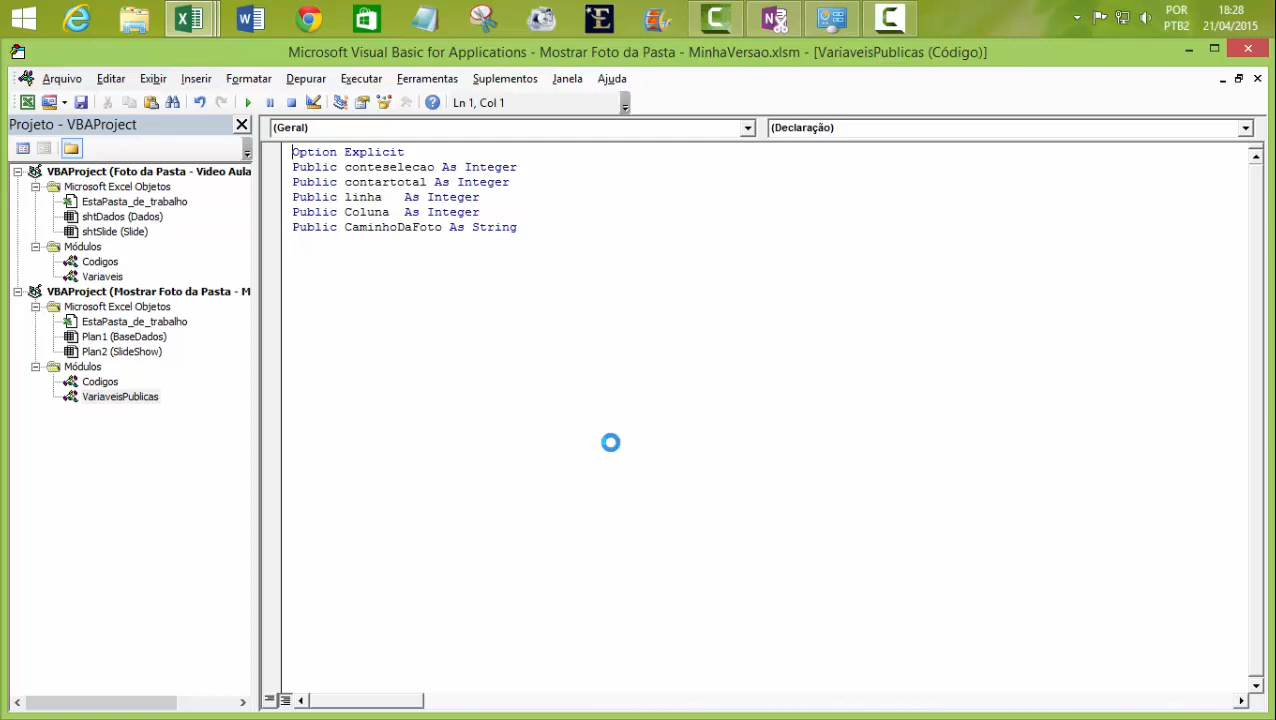 POR
PTB2
18:28
21/04/2015
Microsoft Visual Basic for Applications - Mostrar Foto da Pasta - MinhaVersao.xlsm - [VariaveisPublicas (Código)]
Arquivo Editar Exibir Inserir Formatar Depurar Executar Ferramentas Suplementos Janela Ajuda
Ln 1, Col 1
Projeto - VBAProject
(Geral)
(Declaração)
VBAProject (Foto da Pasta - Video Aula
Microsoft Excel Objetos
EstaPasta_de_trabalho
shtDados (Dados)
shtSlide (Slide)
Módulos
Codigos
Variaveis
VBAProject (Mostrar Foto da Pasta - M
Microsoft Excel Objetos
EstaPasta_de_trabalho
Plan1 (BaseDados)
Plan2 (SlideShow)
Módulos
Codigos
VariaveisPublicas
Option Explicit
Public conteselecao As Integer
Public contartotal As Integer
Public linha As Integer
Public Coluna As Integer
Public CaminhoDaFoto As String